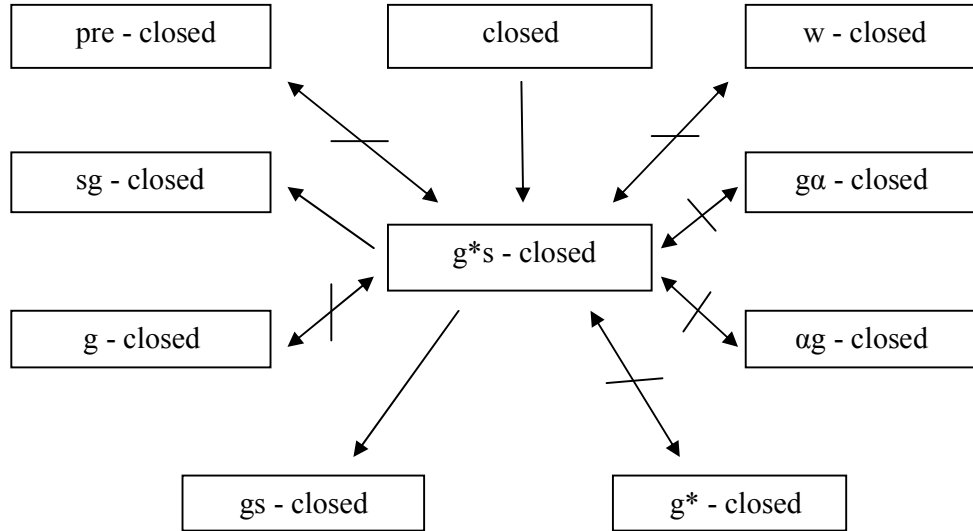 pre - closed
closed
w - closed
sg - closed
gα - closed
g*s - closed
g - closed
αg - closed
gs - closed
g* - closed